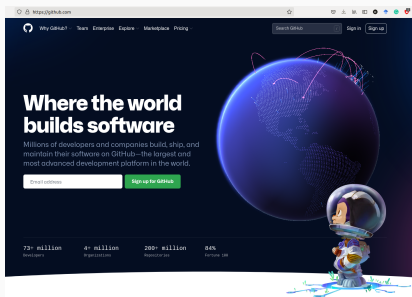 https://github.com
Why GitHub? Team Enterprise Explore Marketplace Pricing Search GitHub Sign in Sign up
Where the world
builds software
Millions of developers and companies build, ship, and
maintain their software on GitHub—the largest and
most advanced development platform in the world.
Email address Sign up for GitHub
73+ million 4+ million 200+ million 84%
Developers Organizations Repositories Fortune 100